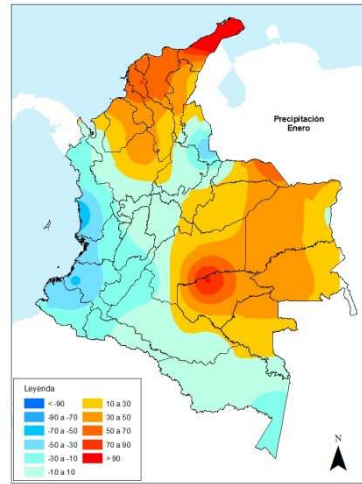 Precipitación
Enero
Leyenda
< -90
-90 a -70
-70 a -50
-50 a -30
-30 a -10
-10 a 10
10 a 30
30 a 50
50 a 70
70 a 90
> 90
N